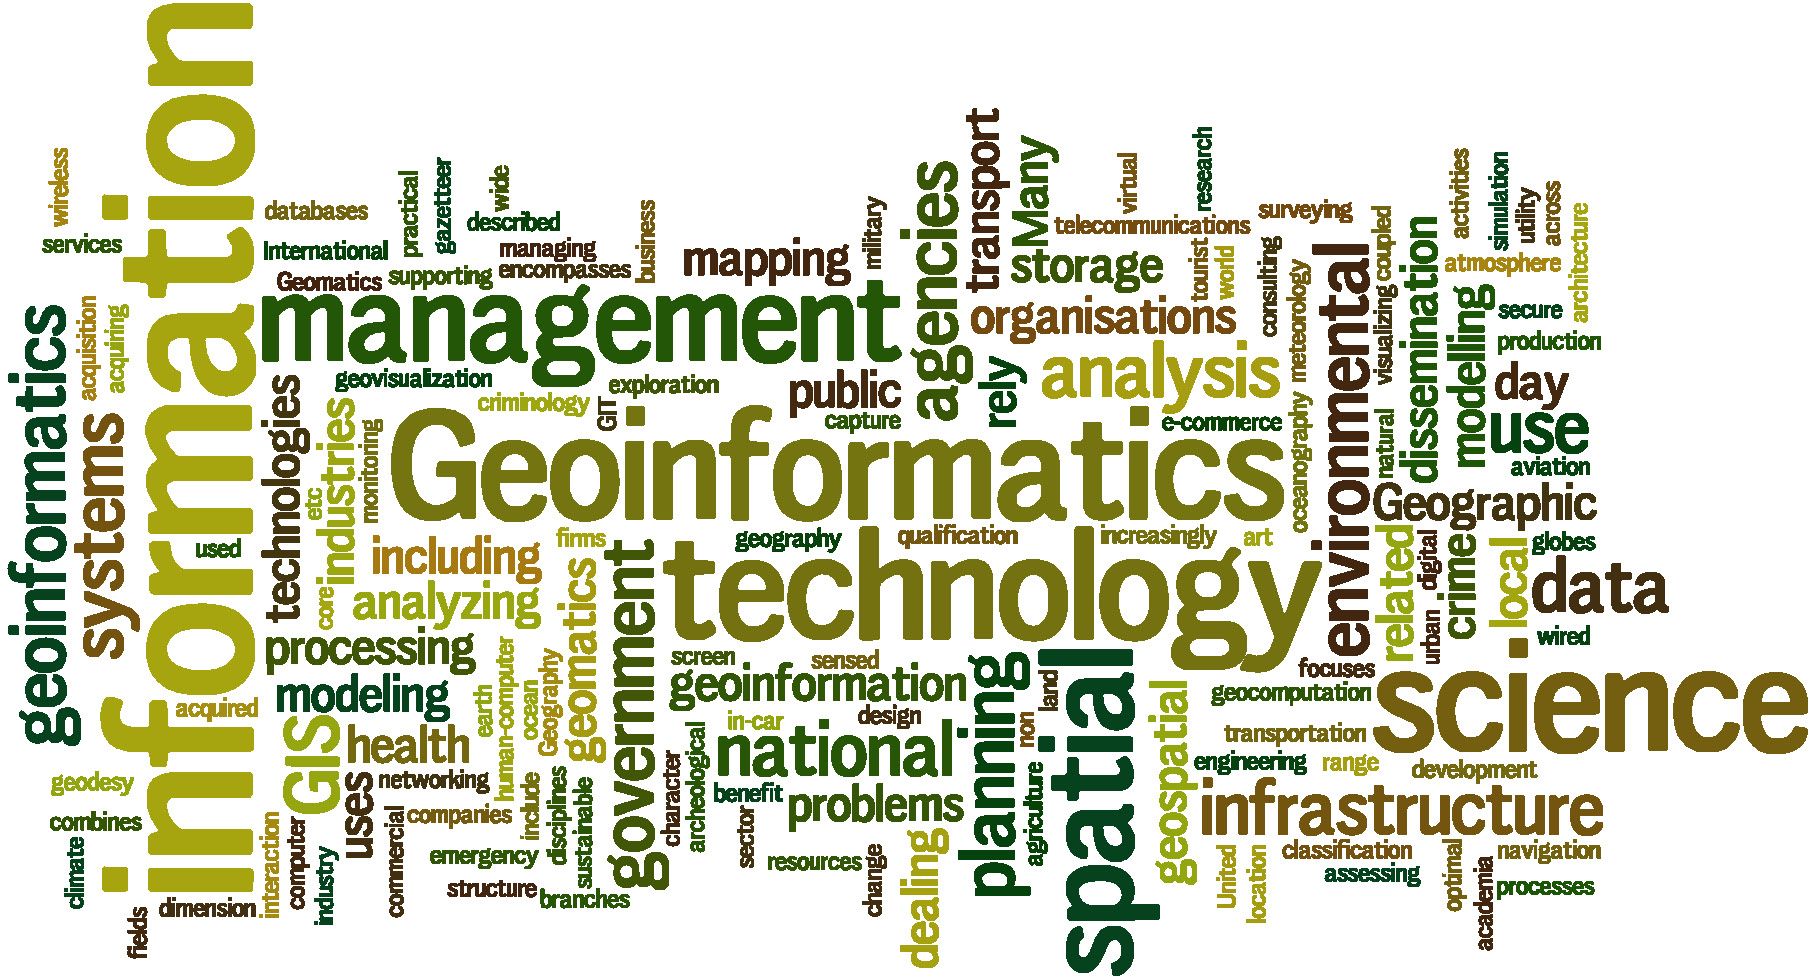 information
geoinformatics
systems
wireless
services
acquisition
acquiring
used
acquired
geodesy
combines
climate
fields
dimension
databases
International
Geomatics
practical
gazetteer
wide
described
supporting
managing
encompasses
business
mapping
military
management
agencies
transport
Many
storage
organisations
telecommunications
virtual
research
surveying
tourist
world
consulting
meteorology
environmental
coupled
visualizing
dissemination
activities
simulation
utility
across
architecture
atmosphere
modelling
secure
production
day
use
aviation
geovisualization
criminology
exploration
GIT
public
capture
rely
analysis
e-commerce
oceanography
natural
technologies
industries
etc
core
monitoring
Geoinformatics
Geographic
including
analyzing
firms
geomatics
government
geography
qualification
increasingly
art
technology
related
digital
urban
crime
local
globes
data
wired
focuses
processing
modeling
GIS
health
uses
networking
earth
human-computer
ocean
Geography
screen
sensed
geoinformation
in-car
design
national
planning
non
land
spatial
geospatial
geocomputation
science
transportation
engineering
range
development
infrastructure
interaction
computer
industry
commercial
companies
include
disciplines
sustainable
emergency
structure
branches
character
archeological
benefit
problems
sector
resources
change
dealing
agriculture
United
location
classification
assessing
optimal
academia
navigation
processes